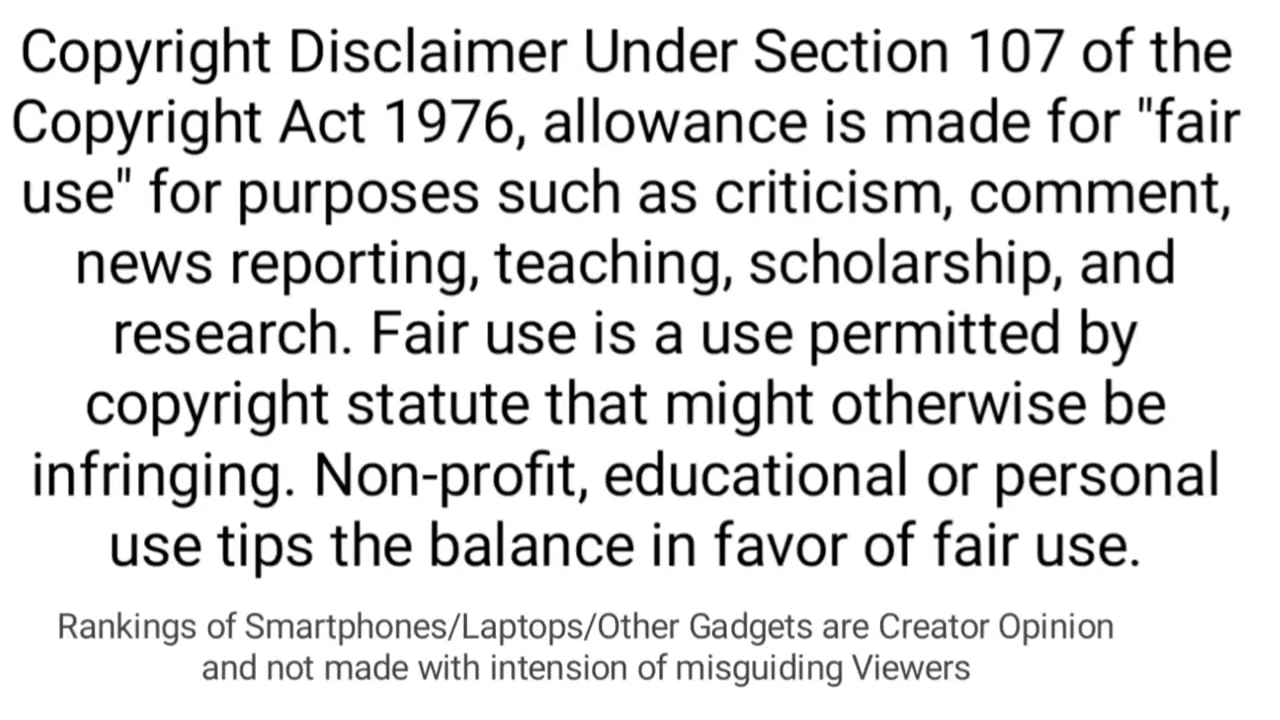 Copyright Disclaimer Under Section 107 of the
Copyright Act 1976, allowance is made for "fair
use" for purposes such as criticism, comment,
news reporting, teaching, scholarship, and
research. Fair use is a use permitted by
copyright statute that might otherwise be
infringing. Non-profit, educational or personal
use tips the balance in favor of fair use.
Rankings of Smartphones/Laptops/Other Gadgets are Creator Opinion
and not made with intension of misguiding Viewers